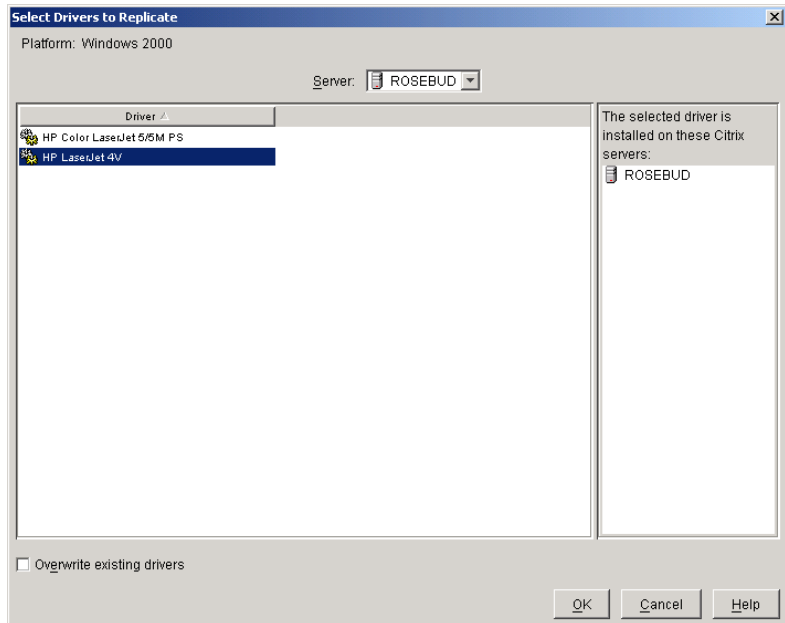 Select Drivers to Replicate
Platform: Windows 2000
Server: ROSEBUD
Driver
HP Color LaserJet 5/5M PS
HP LaserJet 4V
The selected driver is
installed on these Citrix
servers:
ROSEBUD
Overwrite existing drivers
OK Cancel Help